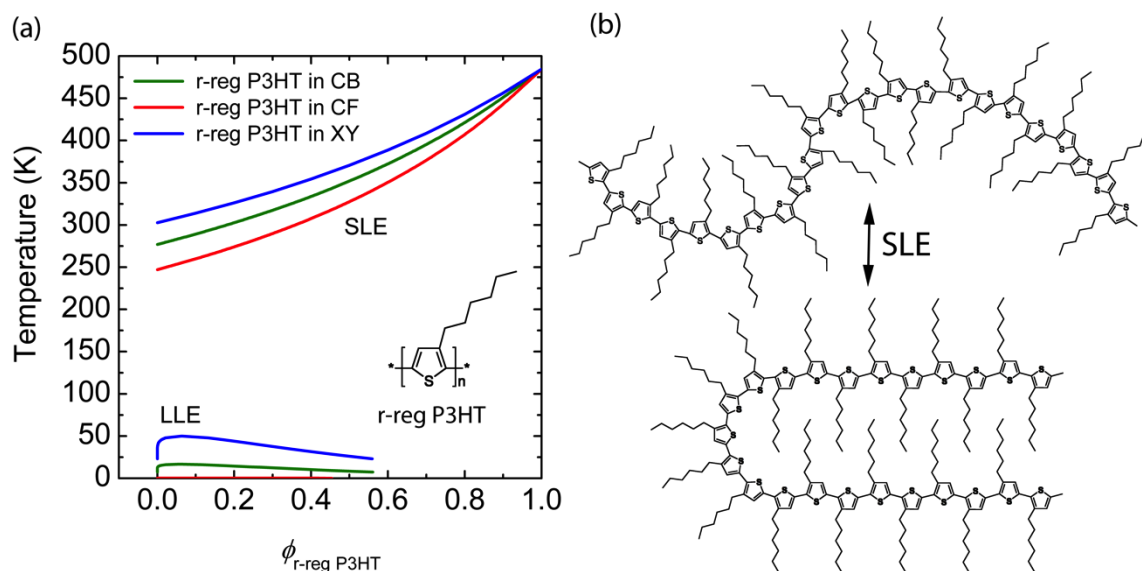 (a)
500
450
400
350
300
250
200
150
100
50
0
Temperature (K)
r-reg P3HT in CB
r-reg P3HT in CF
r-reg P3HT in XY
SLE
* [ S ]n *
r-reg P3HT
LLE
0.0 0.2 0.4 0.6 0.8 1.0
ϕr-reg P3HT
(b)
S S S S S S S S S S S S S S S S S S S S
SLE
S S S S S S S S S S S S S S S S S S S S